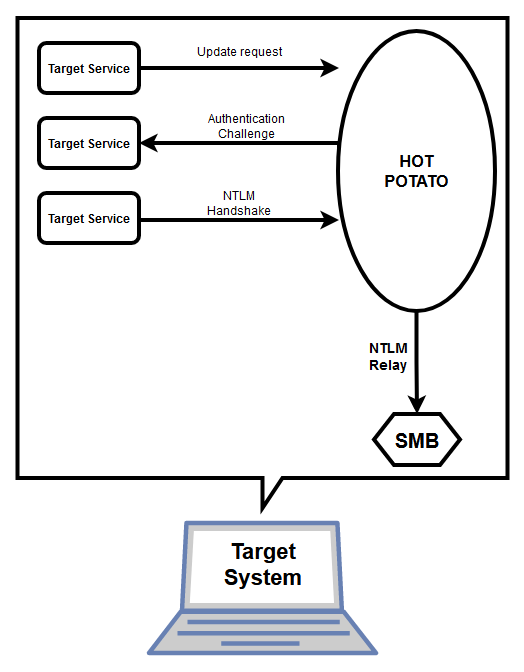 Target Service
Update request
Target Service
Authentication
Challenge
Target Service
NTLM
Handshake
HOT
POTATO
NTLM
Relay
SMB
Target
System